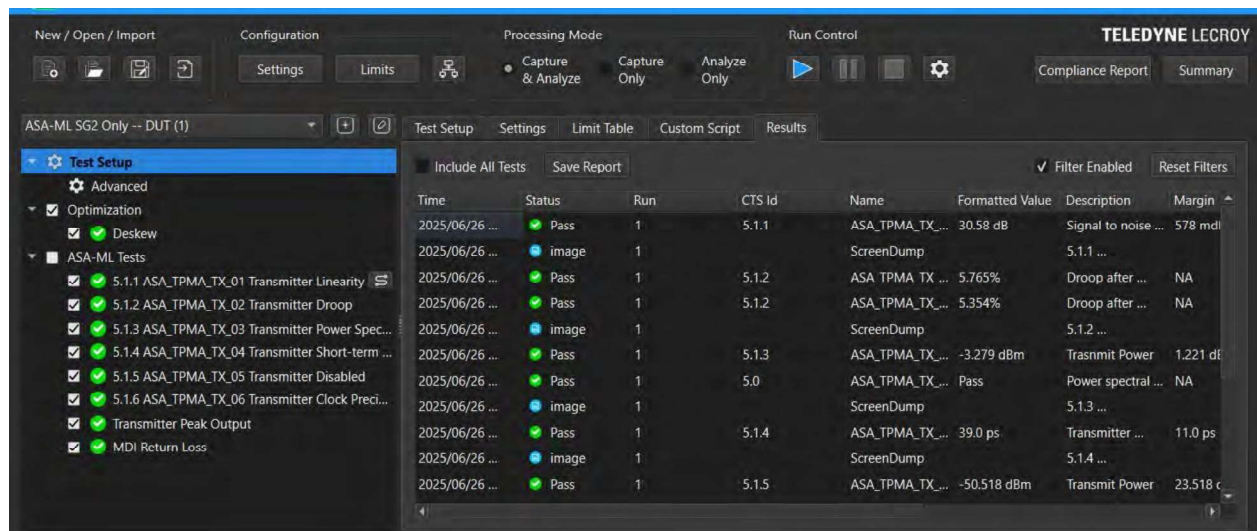 New / Open / Import Configuration Processing Mode Run Control TELEDYNE LECROY
Settings Limits Capture & Analyze Capture Only Analyze Only Compliance Report Summary
ASA-ML SG2 Only -- DUT (1)
Test Setup
Advanced
Optimization
Deskew
ASA-ML Tests
5.1.1 ASA_TPMA_TX_01 Transmitter Linearity
5.1.2 ASA_TPMA_TX_02 Transmitter Droop
5.1.3 ASA_TPMA_TX_03 Transmitter Power Spec...
5.1.4 ASA_TPMA_TX_04 Transmitter Short-term ...
5.1.5 ASA_TPMA_TX_05 Transmitter Disabled
5.1.6 ASA_TPMA_TX_06 Transmitter Clock Preci...
Transmitter Peak Output
MDI Return Loss
Test Setup Settings Limit Table Custom Script Results
Include All Tests Save Report Filter Enabled Reset Filters
Time Status Run CTS Id Name Formatted Value Description Margin
2025/06/26 ... Pass 1 5.1.1 ASA_TPMA_TX_... 30.58 dB Signal to noise ... 578 mdI
2025/06/26 ... image 1 ScreenDump 5.1.1 ...
2025/06/26 ... Pass 1 5.1.2 ASA TPMA TX ... 5.765% Droop after ... NA
2025/06/26 ... Pass 1 5.1.2 ASA_TPMA_TX_... 5.354% Droop after ... NA
2025/06/26 ... image 1 ScreenDump 5.1.2 ...
2025/06/26 ... Pass 1 5.1.3 ASA_TPMA_TX_... -3.279 dBm Trasnmit Power 1.221 dE
2025/06/26 ... Pass 1 5.0 ASA_TPMA_TX_... Pass Power spectral ... NA
2025/06/26 ... image 1 ScreenDump 5.1.3 ...
2025/06/26 ... Pass 1 5.1.4 ASA_TPMA_TX_... 39.0 ps Transmitter ... 11.0 ps
2025/06/26 ... image 1 ScreenDump 5.1.4 ...
2025/06/26 ... Pass 1 5.1.5 ASA_TPMA_TX_... -50.518 dBm Transmit Power 23.518 c